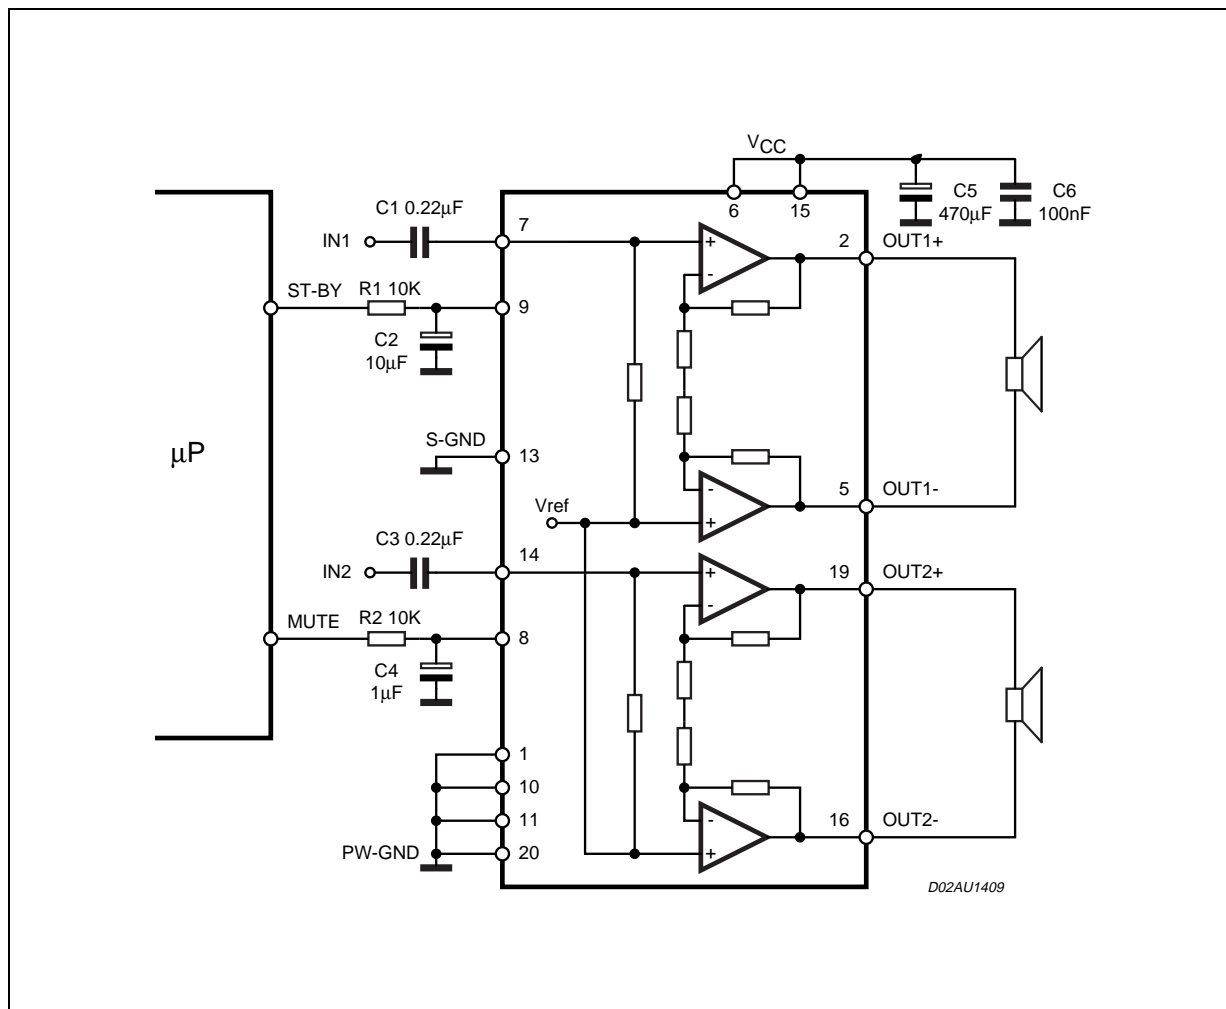 VCC
6
15
C5
470μF
C6
100nF
C1 0.22μF
IN1
7
2
OUT1+
+
-
ST-BY
R1 10K
9
C2
10μF
μP
S-GND
13
Vref
-
+
5
OUT1-
C3 0.22μF
IN2
14
+
-
19
OUT2+
MUTE
R2 10K
8
C4
1μF
1
10
11
PW-GND
20
-
+
16
OUT2-
D02AU1409